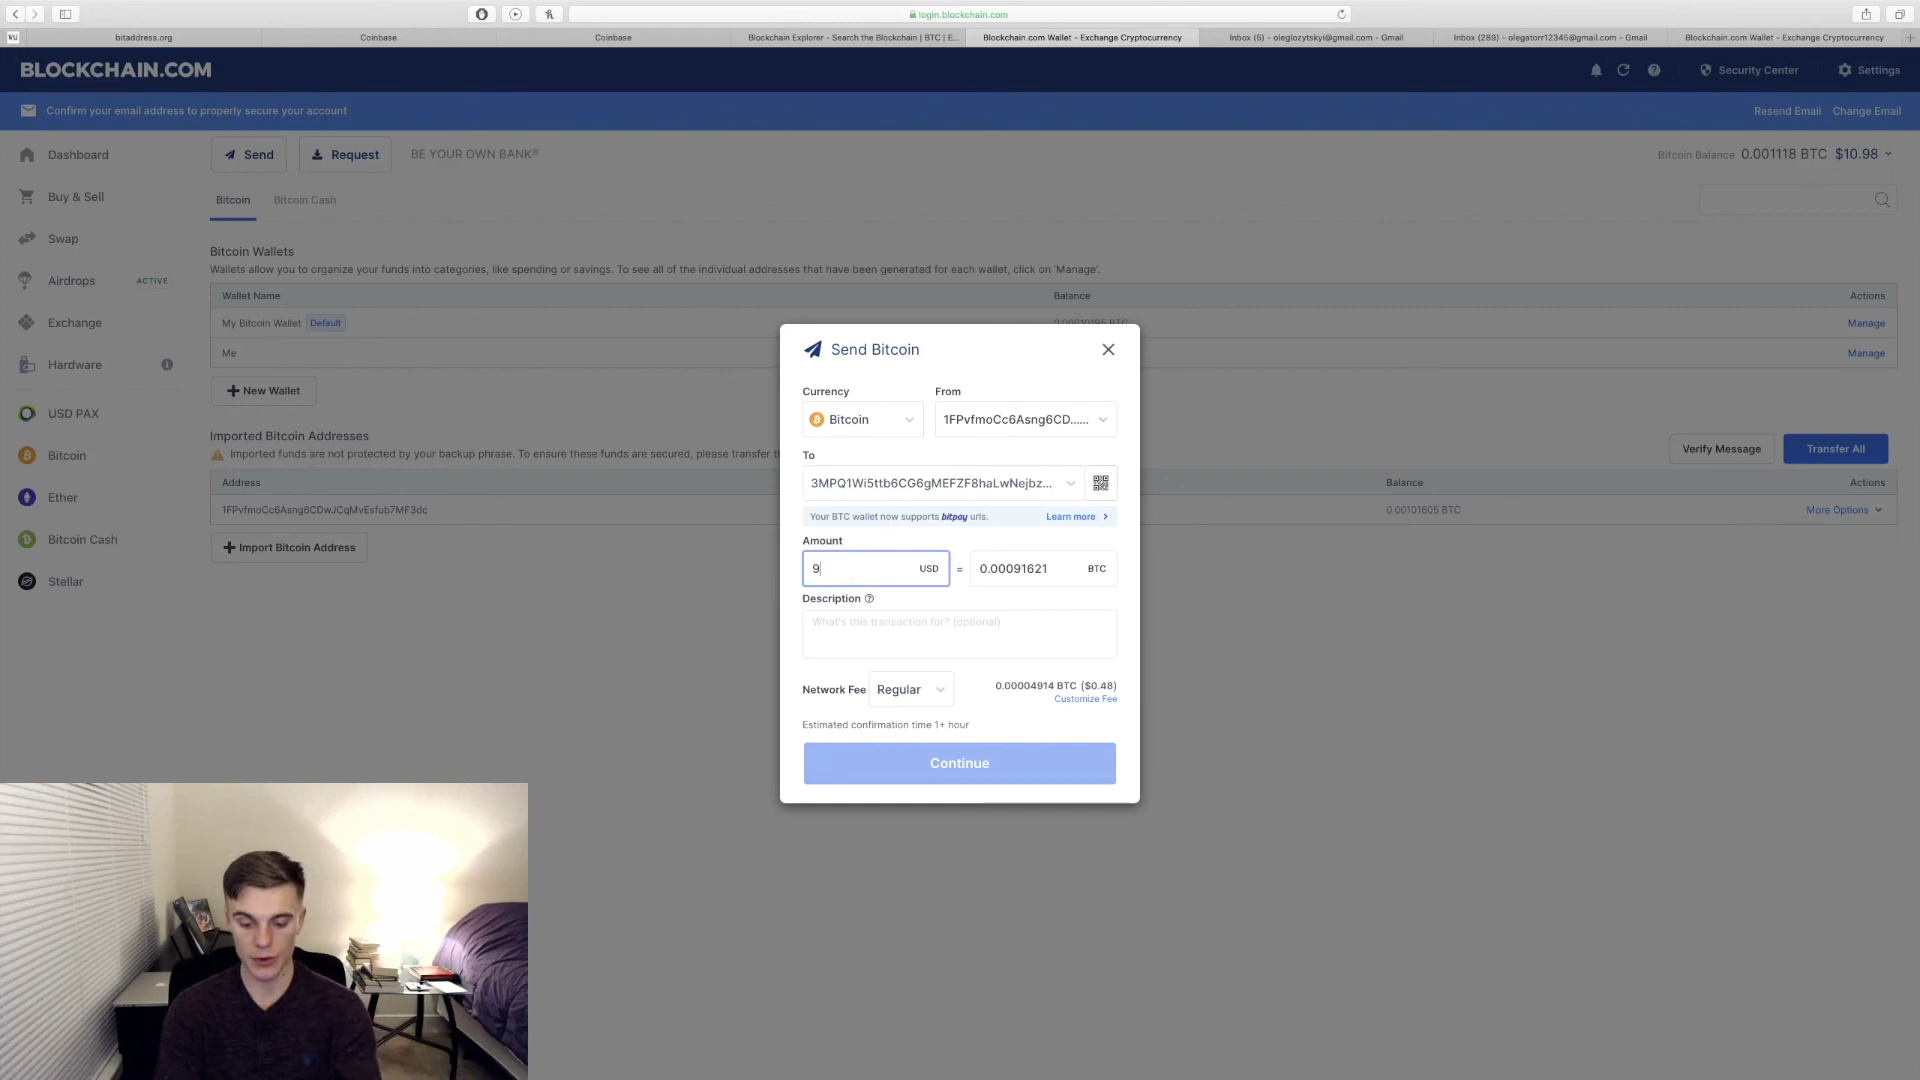 login.blockchain.com
W
bitaddress.org
Coinbase
Coinbase
Blockchain Explorer - Search the Blockchain | BTC | E...
Blockchain.com Wallet - Exchange Cryptocurrency
Inbox (5) - oleglozytskyi@gmail.com - Gmail
Inbox (289) - olegatorr12345@gmail.com - Gmail
Blockchain.com Wallet - Exchange Cryptocurrency
BLOCKCHAIN.COM
Security Center
Settings
Confirm your email address to properly secure your account
Resend Email
Change Email
Dashboard
Buy & Sell
Swap
Airdrops ACTIVE
Exchange
Hardware
USD PAX
Bitcoin
Ether
Bitcoin Cash
Stellar
Send
Request
BE YOUR OWN BANK®
Bitcoin Balance 0.001118 BTC $10.98
Bitcoin
Bitcoin Cash
Bitcoin Wallets
Wallets allow you to organize your funds into categories, like spending or savings. To see all of the individual addresses that have been generated for each wallet, click on 'Manage'.
Wallet Name Balance Actions
My Bitcoin Wallet Default 0.00010195 BTC Manage
Me Manage
New Wallet
Imported Bitcoin Addresses
Imported funds are not protected by your backup phrase. To ensure these funds are secured, please transfer th
Verify Message
Transfer All
Address Balance Actions
1FPvfmoCc6Asng6CDwJCqMvEsfub7MF3dc 0.00101605 BTC More Options
Import Bitcoin Address
Send Bitcoin
Currency From
Bitcoin 1FPvfmoCc6Asng6CD......
To
3MPQ1Wi5ttb6CG6gMEFZF8haLwNejbz...
Your BTC wallet now supports bitpay urls. Learn more
Amount
9 USD = 0.00091621 BTC
Description
What's this transaction for? (optional)
Network Fee Regular 0.00004914 BTC ($0.48)
Customize Fee
Estimated confirmation time 1+ hour
Continue